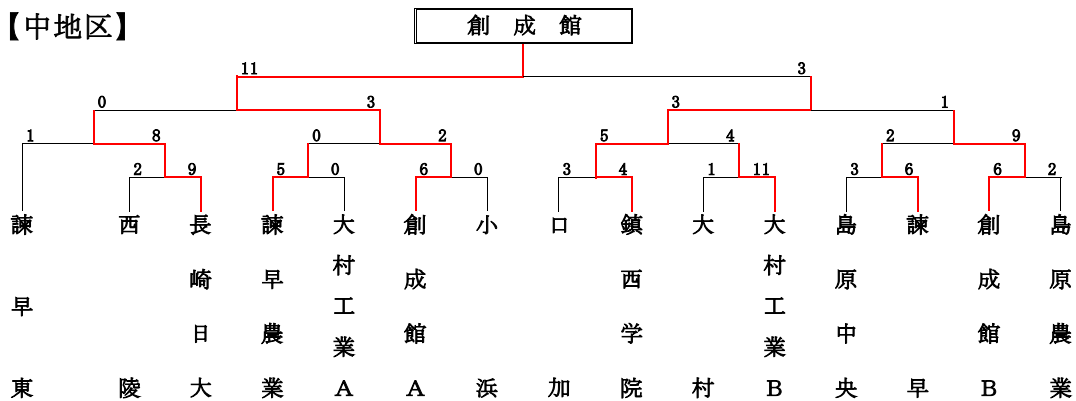 【中地区】
創成館
11 3
0 3 3 1
1 8 0 2 5 4 2 9
2 9 5 0 6 0 3 4 1 11 3 6 6 2
諫早東
西陵
長崎日大
諫早農業
大村工業A
創成館A
小浜
口加
鎮西学院
大村
大村工業B
島原中央
諫早
創成館B
島原農業